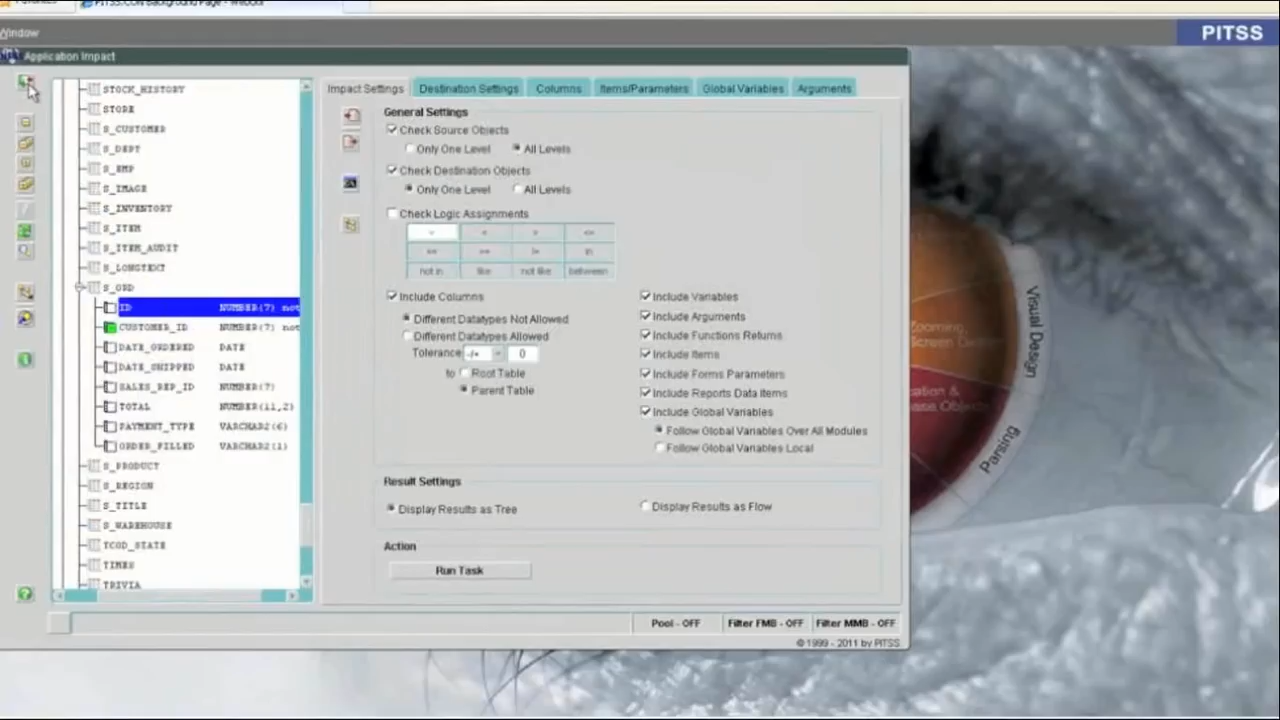 Window
PITSS
Application Impact
STOCK_HISTORY
STORE
S_CUSTOMER
S_DEPT
S_EMP
S_IMAGE
S_INVENTORY
S_ITEM
S_ITEM_AUDIT
S_LONGTEXT
S_ORD
ID NUMBER(7) not
CUSTOMER_ID NUMBER(7) not
DATE_ORDERED DATE
DATE_SHIPPED DATE
SALES_REP_ID NUMBER(7)
TOTAL NUMBER(11,2)
PAYMENT_TYPE VARCHAR2(6)
ORDER_FILLED VARCHAR2(1)
S_PRODUCT
S_REGION
S_TITLE
S_WAREHOUSE
TCOD_STATE
TIMES
TRIVIA
Impact Settings Destination Settings Columns Items/Parameters Global Variables Arguments
General Settings
Check Source Objects
Only One Level All Levels
Check Destination Objects
Only One Level All Levels
Check Logic Assignments
not in like not like between
Include Columns
Different Datatypes Not Allowed
Different Datatypes Allowed
Tolerance -/+ 0
to Root Table
Parent Table
Include Variables
Include Arguments
Include Functions Returns
Include Items
Include Forms Parameters
Include Reports Data Items
Include Global Variables
Follow Global Variables Over All Modules
Follow Global Variables Local
Result Settings
Display Results as Tree Display Results as Flow
Action
Run Task
Pool - OFF Filter FMB - OFF Filter MMB - OFF
© 1999 - 2011 by PITSS
Visual Design
Zooming,
Parsing